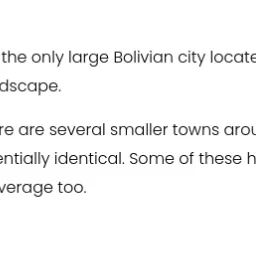 the only large Bolivian city locate
dscape.
re are several smaller towns arou
entially identical. Some of these h
verage too.